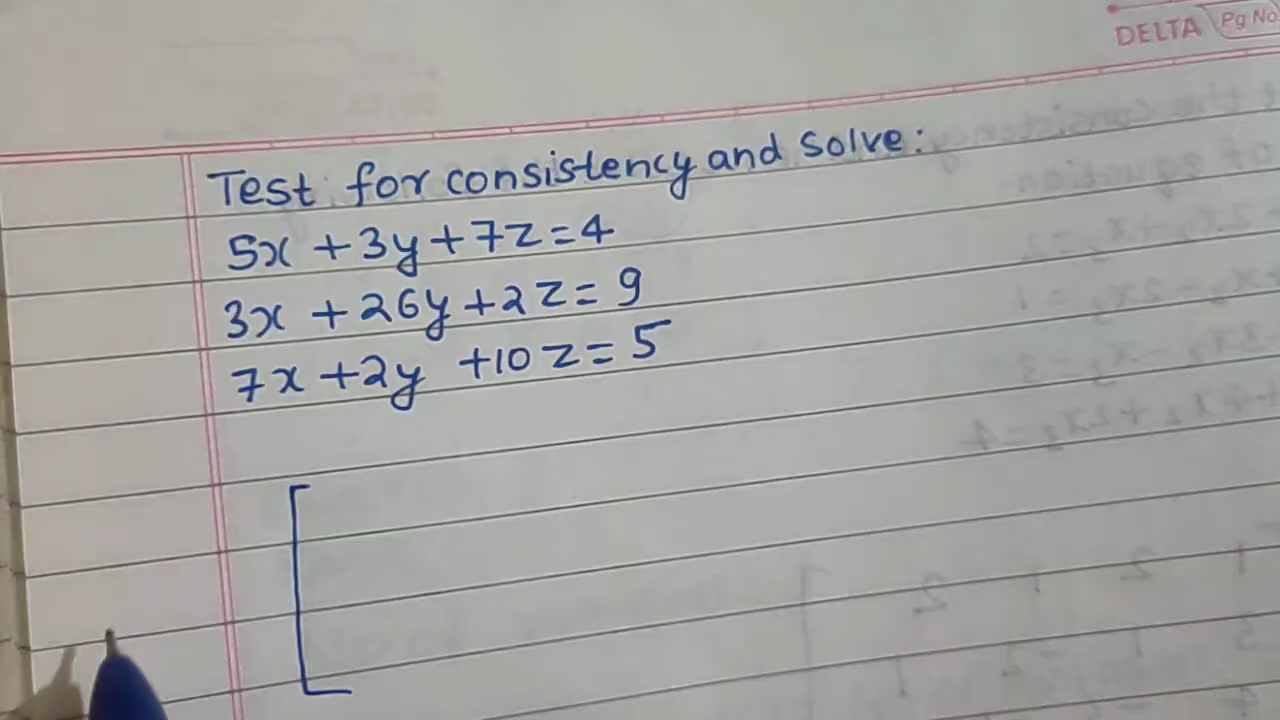 DELTA Pg No
Test for consistency and solve:
5x + 3y + 7z = 4
3x + 26y + 2z = 9
7x + 2y + 10z = 5